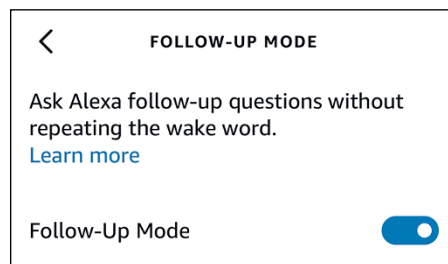 FOLLOW-UP MODE
Ask Alexa follow-up questions without
repeating the wake word.
Learn more
Follow-Up Mode